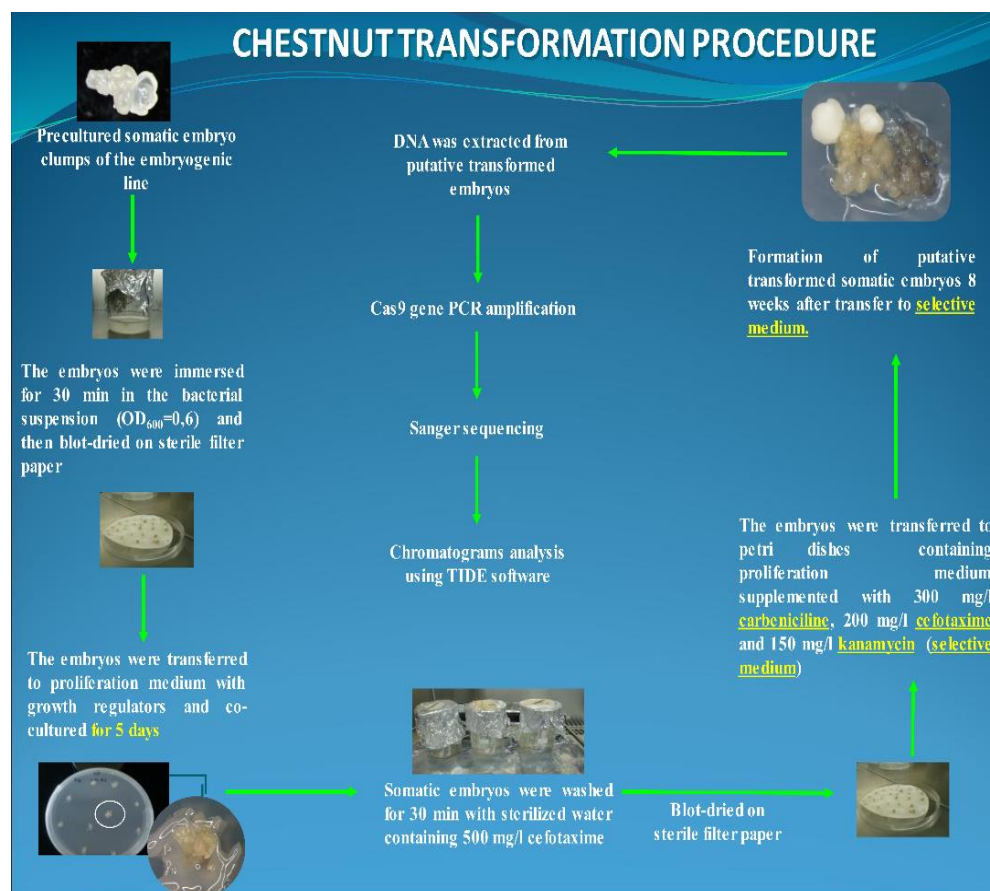 CHESTNUT TRANSFORMATION PROCEDURE
Precultured somatic embryo
clumps of the embryogenic
line
The embryos were immersed
for 30 min in the bacterial
suspension (OD₆₀₀=0,6) and
then blot-dried on sterile filter
paper
The embryos were transferred
to proliferation medium with
growth regulators and co-
cultured for 5 days
Somatic embryos were washed
for 30 min with sterilized water
containing 500 mg/l cefotaxime
Blot-dried on
sterile filter paper
The embryos were transferred to
petri dishes containing
proliferation medium
supplemented with 300 mg/l
carbeniciline, 200 mg/l cefotaxime
and 150 mg/l kanamycin (selective
medium)
Formation of putative
transformed somatic embryos 8
weeks after transfer to selective
medium.
DNA was extracted from
putative transformed
embryos
Cas9 gene PCR amplification
Sanger sequencing
Chromatograms analysis
using TIDE software